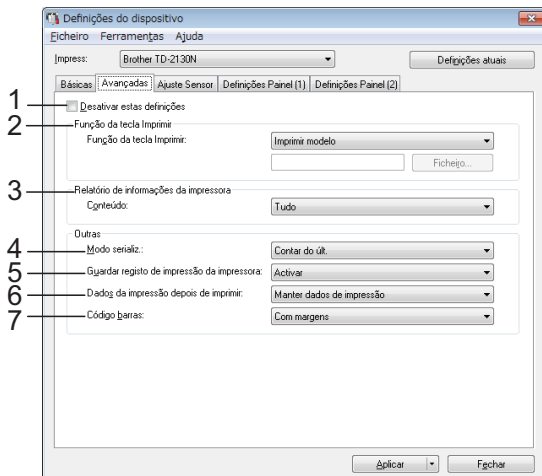 Definições do dispositivo
Ficheiro Ferramentas Ajuda
Impress: Brother TD-2130N Definições atuais
Básicas Avançadas Ajuste Sensor Definições Painel (1) Definições Painel (2)
1 Desativar estas definições
2 Função da tecla Imprimir
Função da tecla Imprimir: Imprimir modelo
Ficheiro...
3 Relatório de informações da impressora
Conteúdo: Tudo
Outras
4 Modo serializ.: Contar do últ.
5 Guardar registo de impressão da impressora: Activar
6 Dados da impressão depois de imprimir: Manter dados de impressão
7 Código barras: Com margens
Aplicar Fechar